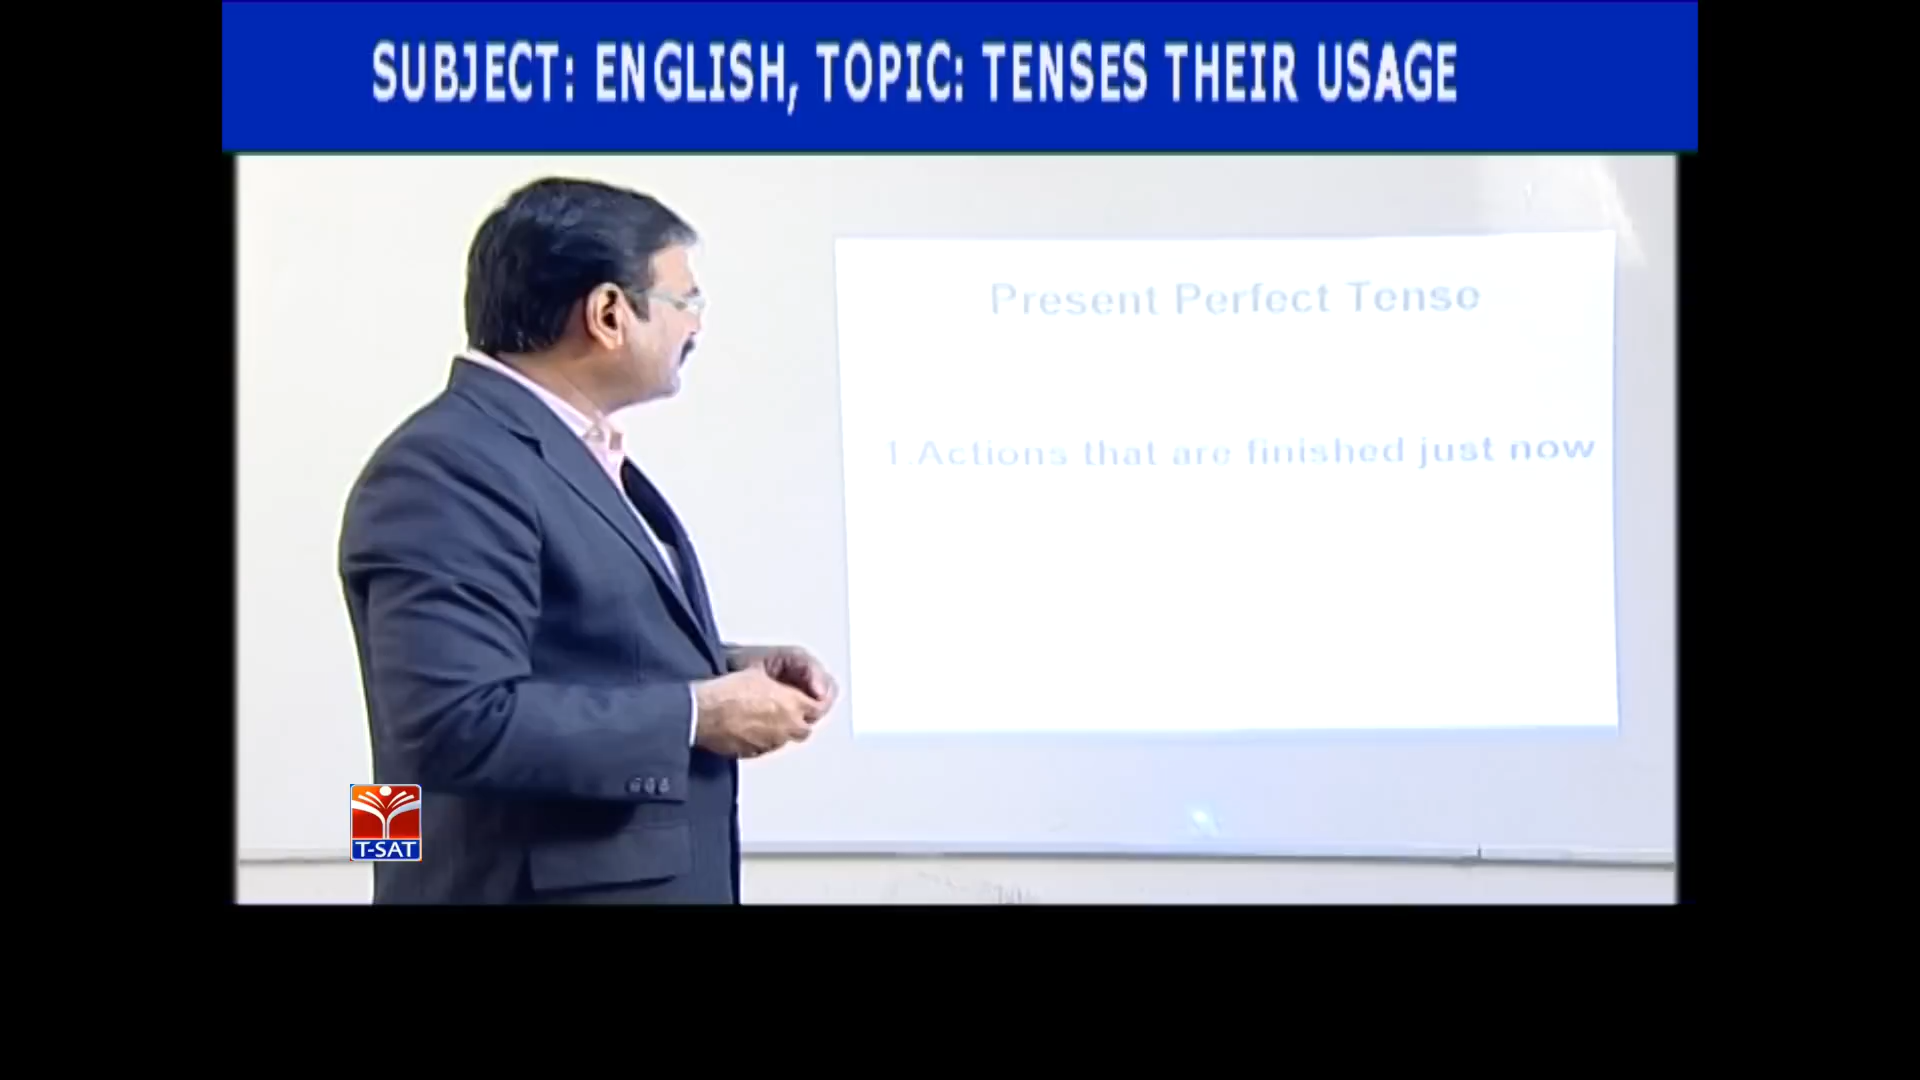 SUBJECT: ENGLISH, TOPIC: TENSES THEIR USAGE
Present Perfect Tense
1.Actions that are finished just now
T-SAT